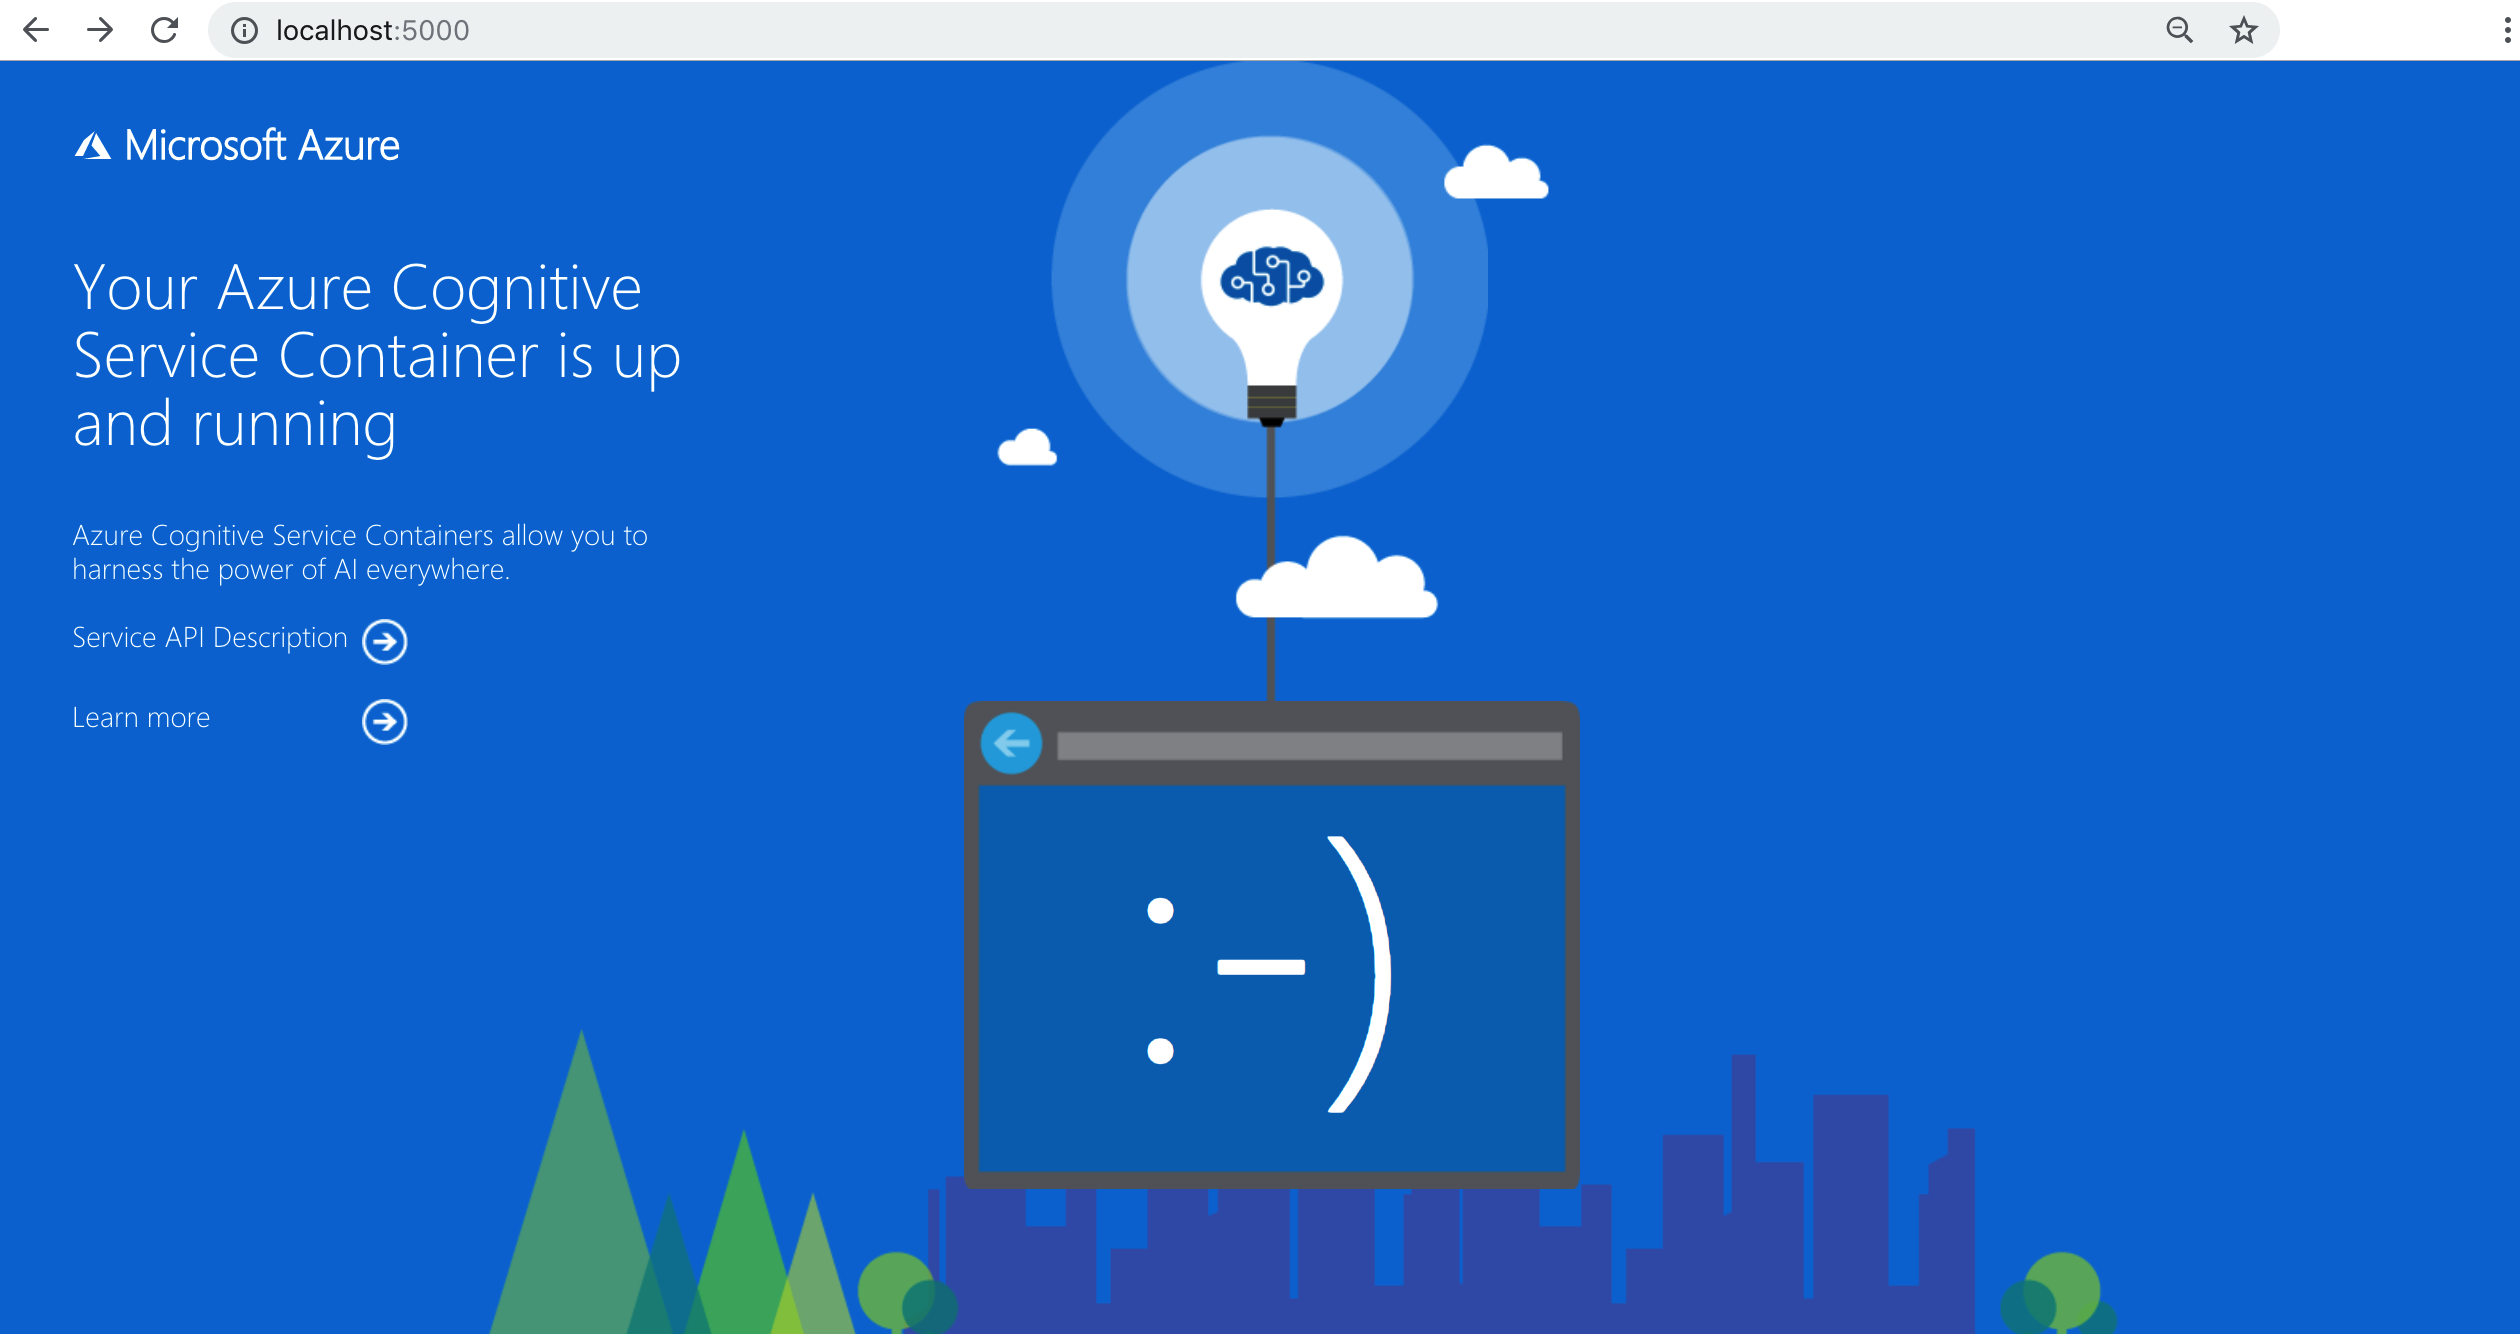 localhost:5000
Microsoft Azure
Your Azure Cognitive
Service Container is up
and running
Azure Cognitive Service Containers allow you to
harness the power of AI everywhere.
Service API Description
Learn more
:-)